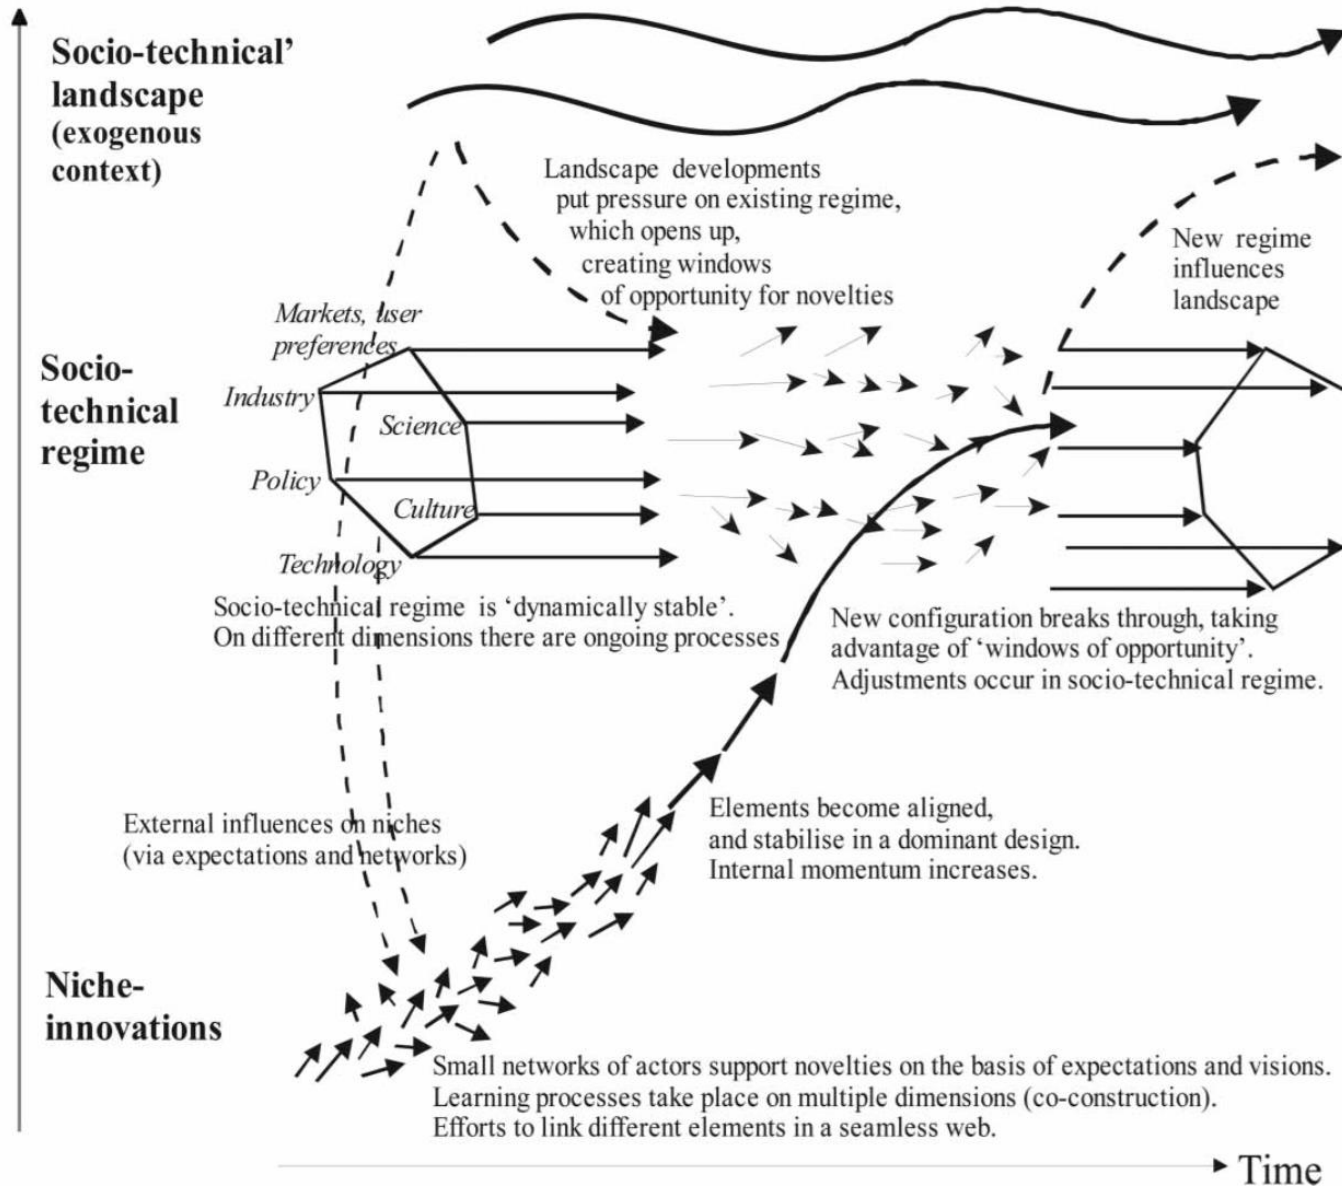 Socio-technical’
landscape
(exogenous
context)
Landscape developments
put pressure on existing regime,
which opens up,
creating windows
of opportunity for novelties
New regime
influences
landscape
Markets, user
preferences
Socio-
technical
regime
Industry
Science
Policy
Culture
Technology
Socio-technical regime is ‘dynamically stable’.
On different dimensions there are ongoing processes
New configuration breaks through, taking
advantage of ‘windows of opportunity’.
Adjustments occur in socio-technical regime.
External influences on niches
(via expectations and networks)
Elements become aligned,
and stabilise in a dominant design.
Internal momentum increases.
Niche-
innovations
Small networks of actors support novelties on the basis of expectations and visions.
Learning processes take place on multiple dimensions (co-construction).
Efforts to link different elements in a seamless web.
Time